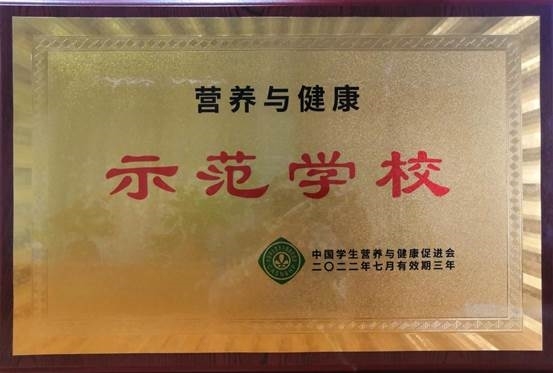 营养与健康
示范学校
中国学生营养与健康促进会
二〇二二年七月有效期三年